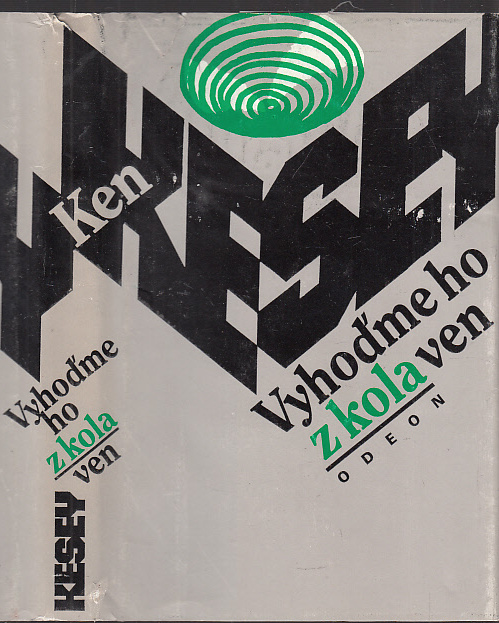 Ken
KESEY
Vyhoďme ho
z kola ven
ODEON
Vyhoďme
ho
z kola
ven
KESEY